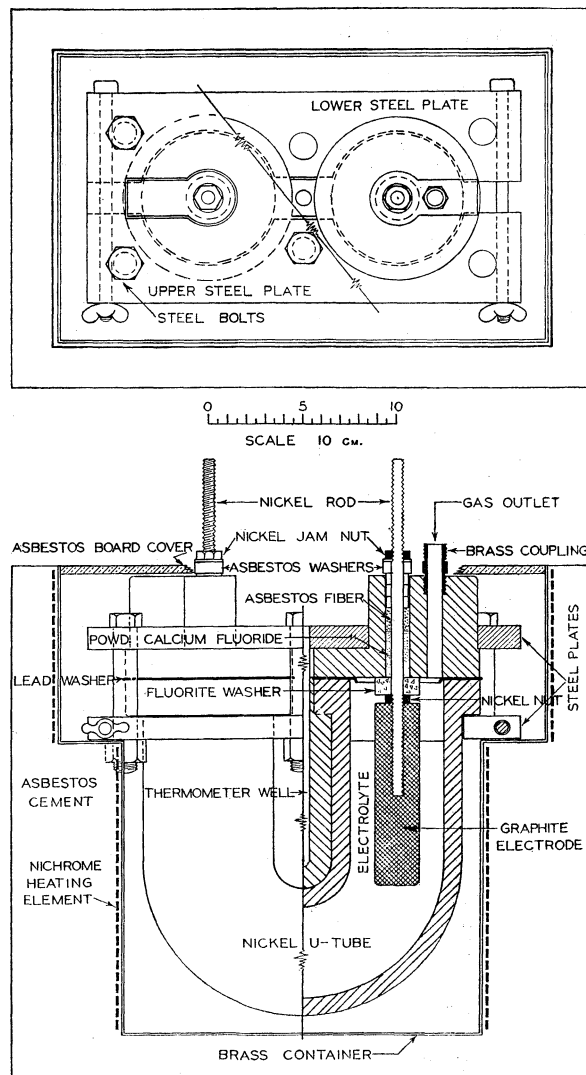 LOWER STEEL PLATE
UPPER STEEL PLATE
STEEL BOLTS
0 5 10
SCALE 10 CM.
NICKEL ROD
GAS OUTLET
NICKEL JAM NUT
BRASS COUPLING
ASBESTOS BOARD COVER
ASBESTOS WASHERS
ASBESTOS FIBER
POWD. CALCIUM FLUORIDE
STEEL PLATES
LEAD WASHER
FLUORITE WASHER
NICKEL NUT
ASBESTOS
CEMENT
THERMOMETER WELL
ELECTROLYTE
GRAPHITE
ELECTRODE
NICHROME
HEATING
ELEMENT
NICKEL U-TUBE
BRASS CONTAINER